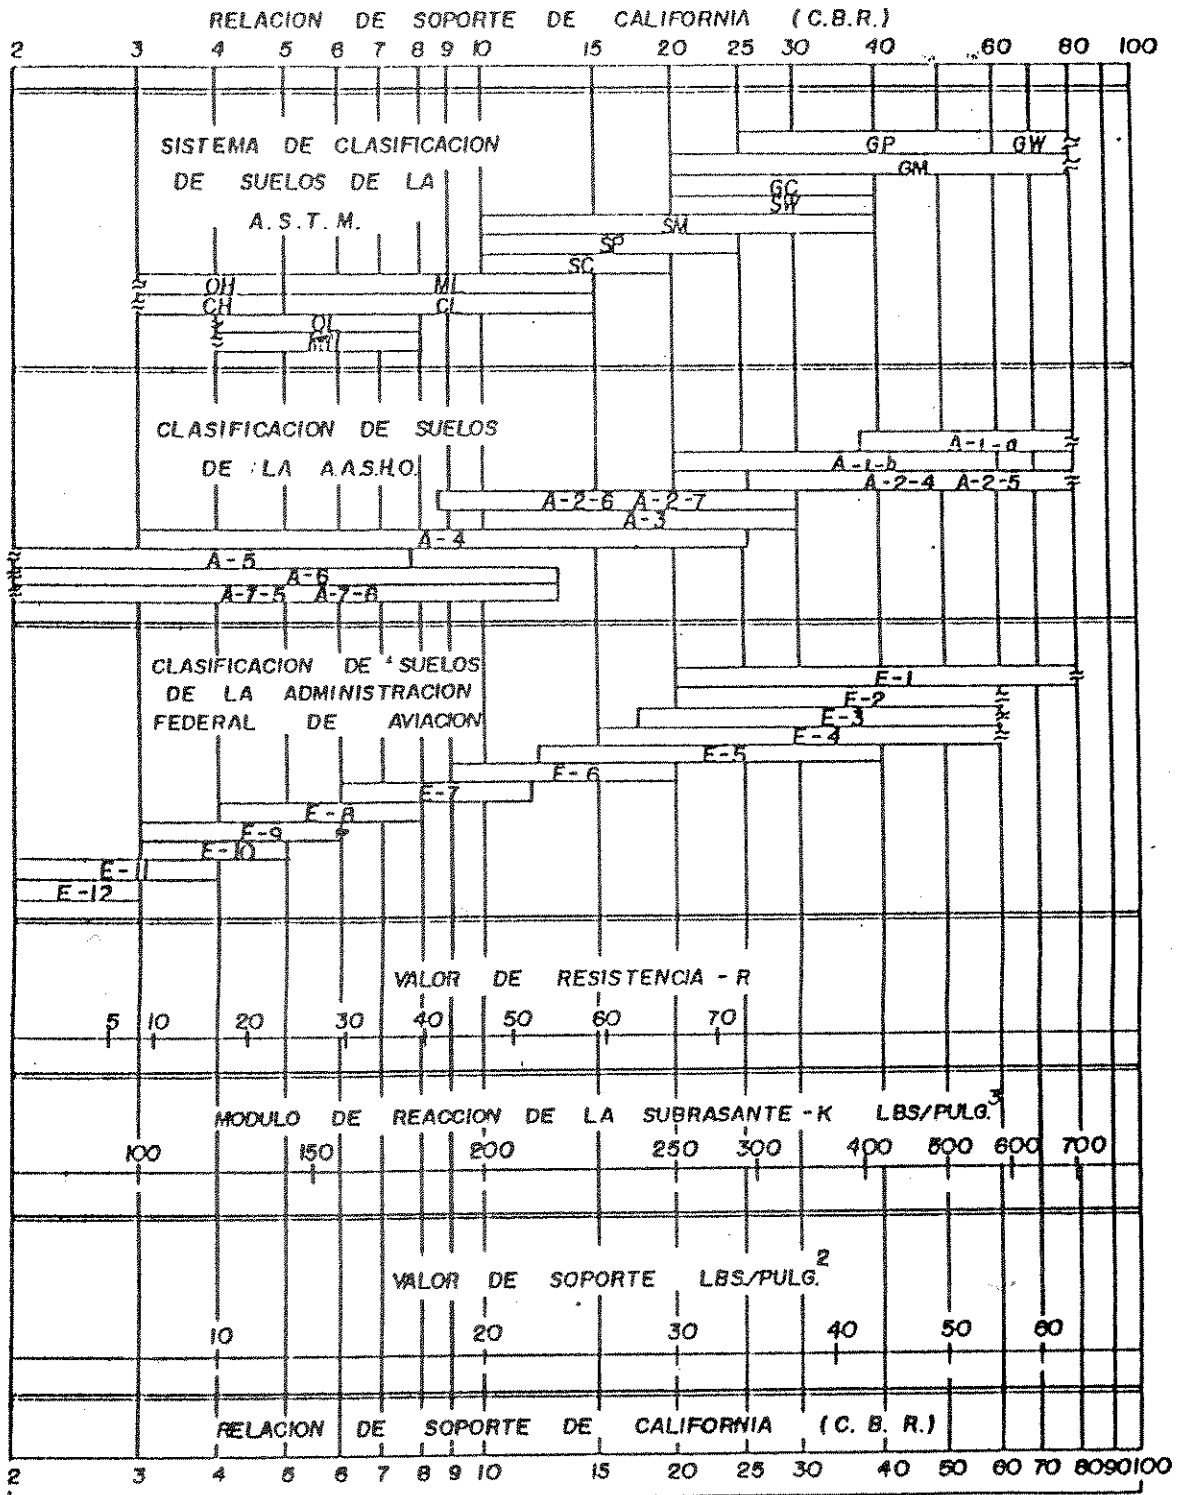 RELACION DE SOPORTE DE CALIFORNIA (C.B.R.)
2 3 4 5 6 7 8 9 10 15 20 25 30 40 60 80 100
SISTEMA DE CLASIFICACION
DE SUELOS DE LA
A.S.T.M.
GP GW
GM
GC
SW
SM
SP
SC
OH ML
CH CL
OL
CLASIFICACION DE SUELOS
DE LA A A.S.H.O.
A-1-a
A-1-b
A-2-4 A-2-5
A-2-6 A-2-7
A-3
A-4
A-5
A-6
A-7-5 A-7-6
CLASIFICACION DE SUELOS
DE LA ADMINISTRACION
FEDERAL DE AVIACION
E-1
E-2
E-3
E-4
E-5
E-6
E-7
E-8
E-9
E-10
E-11
E-12
VALOR DE RESISTENCIA - R
5 10 20 30 40 50 60 70
MODULO DE REACCION DE LA SUBRASANTE - K LBS/PULG.3
100 150 200 250 300 400 500 600 700
VALOR DE SOPORTE LBS/PULG.2
10 20 30 40 50 60
RELACION DE SOPORTE DE CALIFORNIA (C. B. R.)
2 3 4 5 6 7 8 9 10 15 20 25 30 40 50 60 70 80 90 100